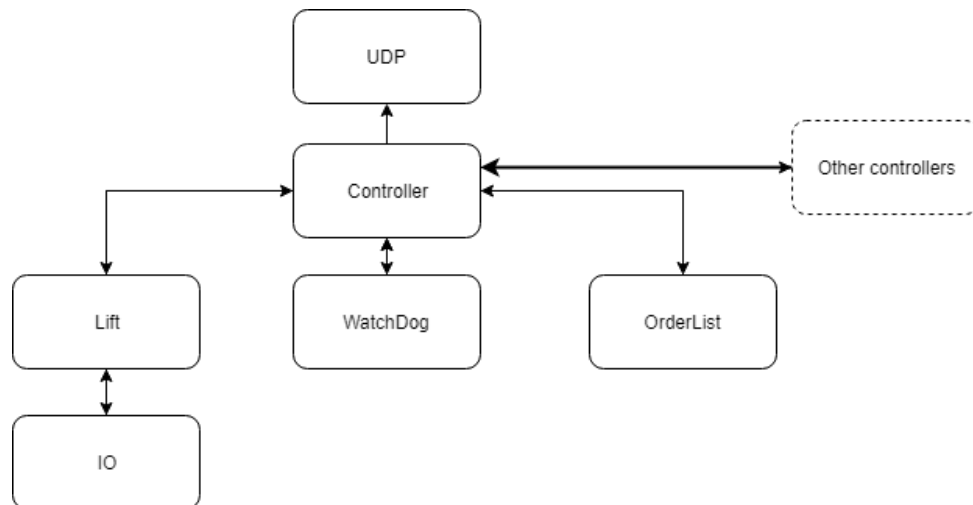 UDP
Controller
Other controllers
Lift
WatchDog
OrderList
IO